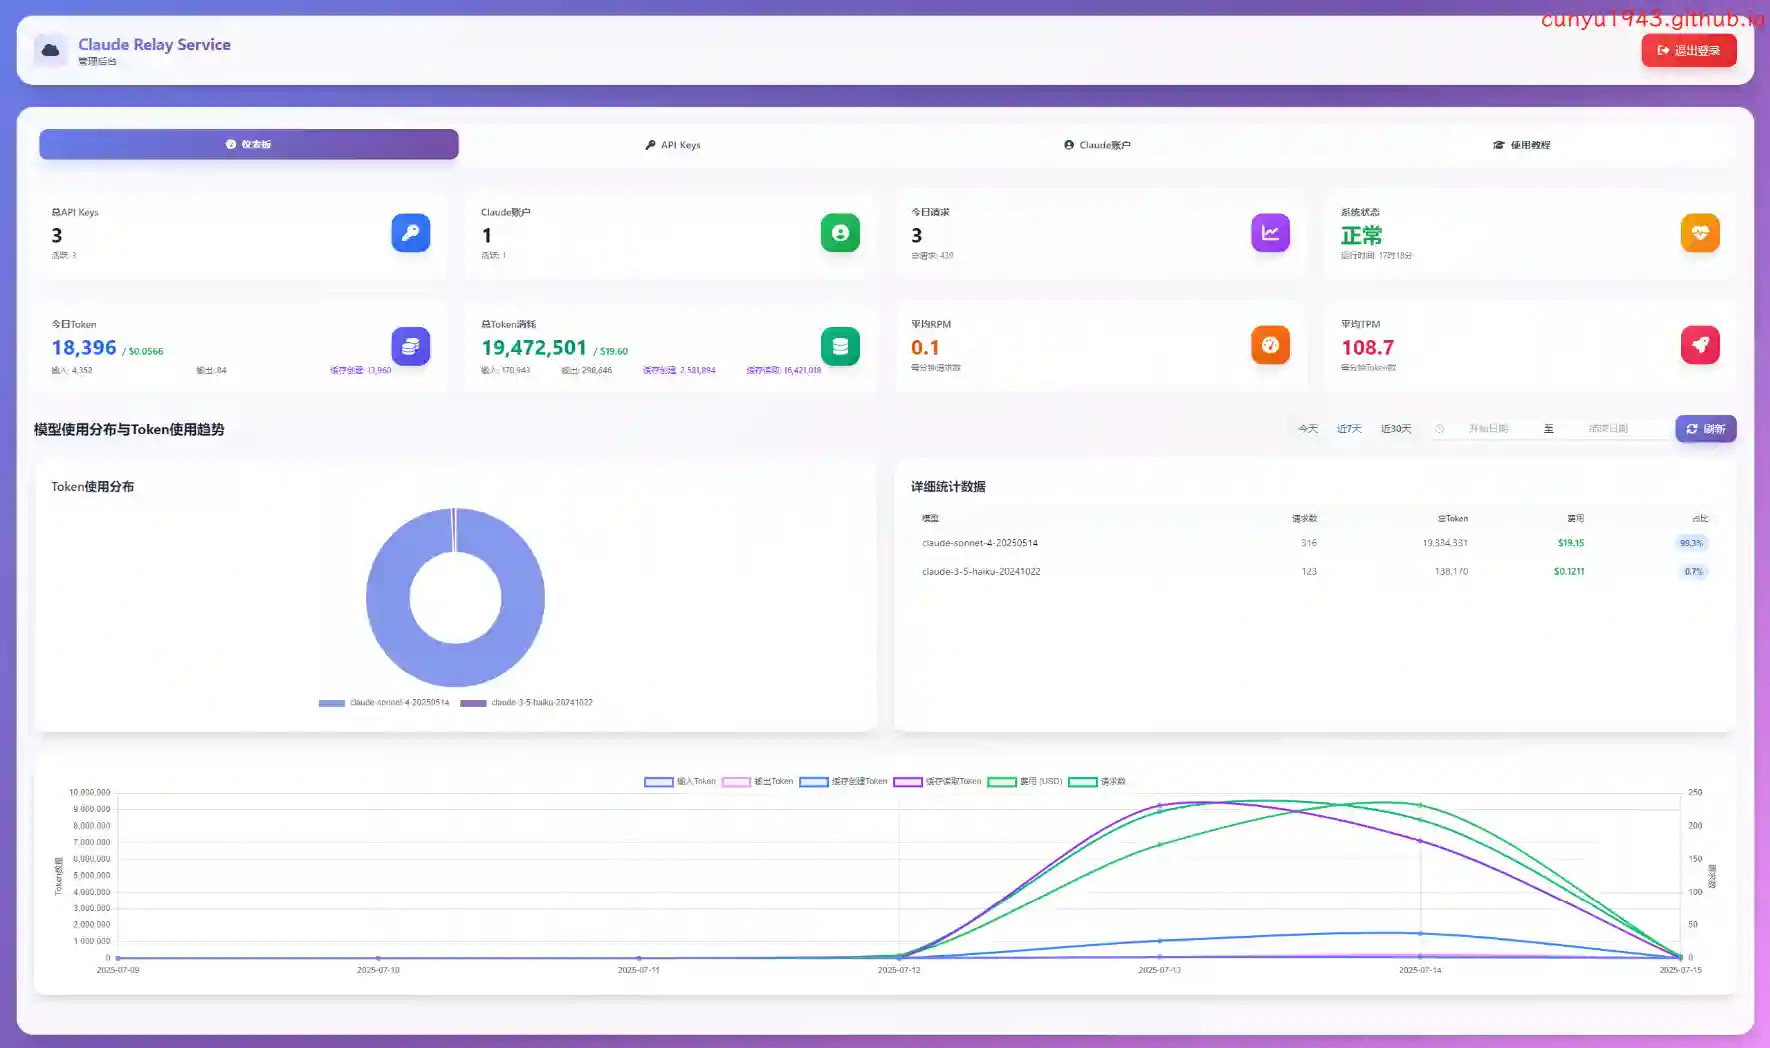 cunyu1943.github.io
Claude Relay Service
管理后台
退出登录
仪表板
API Keys
Claude账户
使用教程
总API Keys
3
活跃: 3
Claude账户
1
活跃: 1
今日请求
3
总请求: 439
系统状态
正常
运行时间: 17时18分
今日Token
18,396 / $0.0566
输入: 4,352 输出: 84 缓存创建: 13,960
总Token消耗
19,472,501 / $19.60
输入: 170,943 输出: 298,646 缓存创建: 2,581,894 缓存读取: 16,421,018
平均RPM
0.1
每分钟请求数
平均TPM
108.7
每分钟Token数
模型使用分布与Token使用趋势
今天 近7天 近30天 开始日期 至 结束日期 刷新
Token使用分布
claude-sonnet-4-20250514 claude-3-5-haiku-20241022
详细统计数据
模型 请求数 总Token 费用 占比
claude-sonnet-4-20250514 316 19,334,331 $19.15 99.3%
claude-3-5-haiku-20241022 123 138,170 $0.1211 0.7%
输入Token 输出Token 缓存创建Token 缓存读取Token 费用 (USD) 请求数
Token数量
10,000,000
9,000,000
8,000,000
7,000,000
6,000,000
5,000,000
4,000,000
3,000,000
2,000,000
1,000,000
0
250
200
150
100
50
0
请求数
2025-07-09 2025-07-10 2025-07-11 2025-07-12 2025-07-13 2025-07-14 2025-07-15